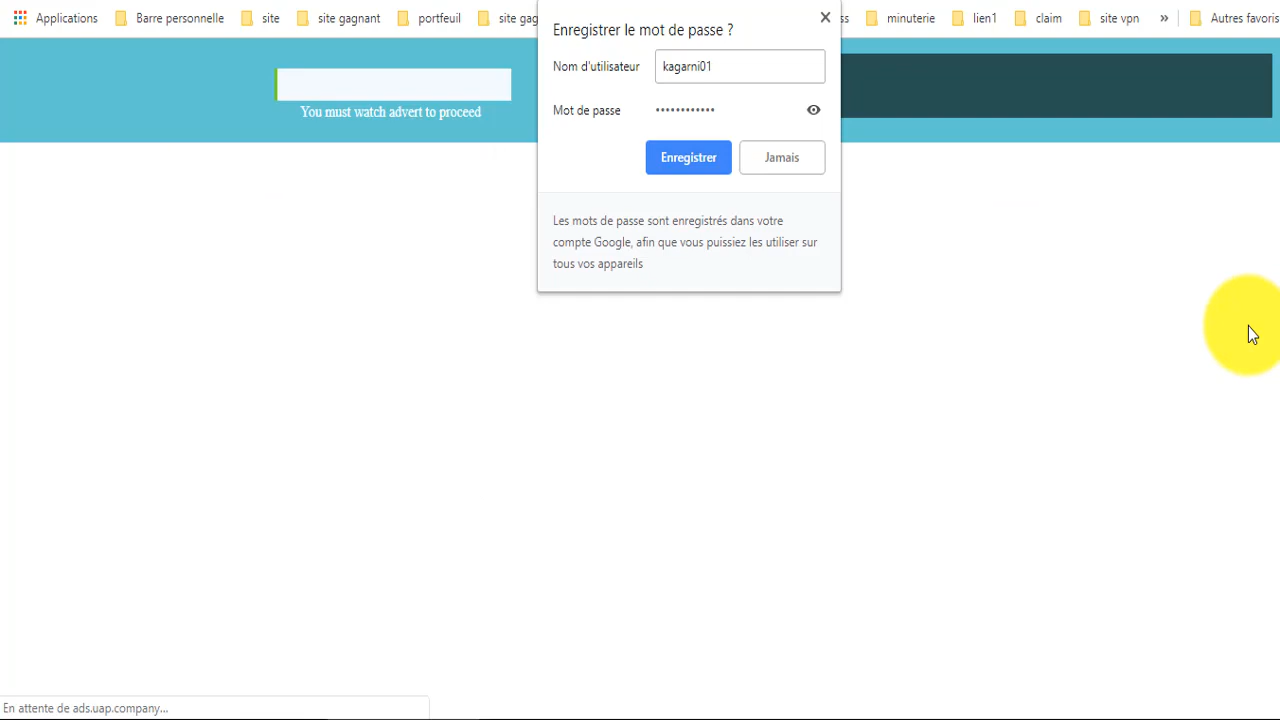 Applications Barre personnelle site site gagnant portfeuil site gag ss minuterie lien1 claim site vpn » Autres favoris
Enregistrer le mot de passe ?
Nom d'utilisateur kagarni01
You must watch advert to proceed
Mot de passe ••••••••••••
Enregistrer Jamais
Les mots de passe sont enregistrés dans votre
compte Google, afin que vous puissiez les utiliser sur
tous vos appareils
En attente de ads.uap.company...